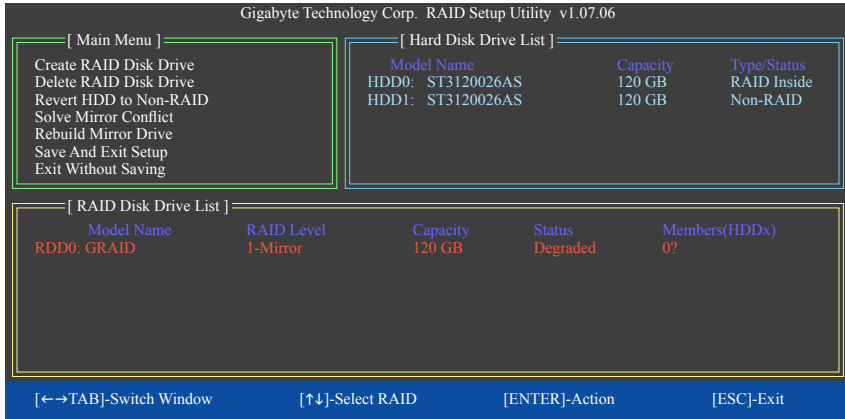 Gigabyte Technology Corp. RAID Setup Utility v1.07.06
[ Main Menu ]
Create RAID Disk Drive
Delete RAID Disk Drive
Revert HDD to Non-RAID
Solve Mirror Conflict
Rebuild Mirror Drive
Save And Exit Setup
Exit Without Saving
[ Hard Disk Drive List ]
Model Name Capacity Type/Status
HDD0: ST3120026AS 120 GB RAID Inside
HDD1: ST3120026AS 120 GB Non-RAID
[ RAID Disk Drive List ]
Model Name RAID Level Capacity Status Members(HDDx)
RDD0: GRAID 1-Mirror 120 GB Degraded 0?
[←→TAB]-Switch Window [↑↓]-Select RAID [ENTER]-Action [ESC]-Exit